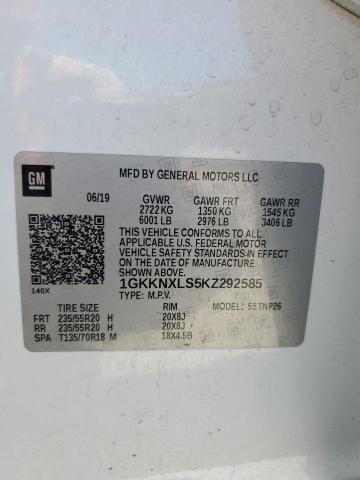 GM
MFD BY GENERAL MOTORS LLC
06/19 GVWR GAWR FRT GAWR RR
2722 KG 1350 KG 1545 KG
6001 LB 2976 LB 3406 LB
THIS VEHICLE CONFORMS TO ALL
APPLICABLE U.S. FEDERAL MOTOR
VEHICLE SAFETY STANDARDS IN
EFFECT ON THE DATE OF
MANUFACTURE SHOWN ABOVE.
1GKKNXLS5KZ292585
140X TYPE: M.P.V. MODEL: 55TNP26
TIRE SIZE RIM
FRT 235/55R20 H 20X8J
RR 235/55R20 H 20X8J
SPA T135/70R18 M 18X4.5B